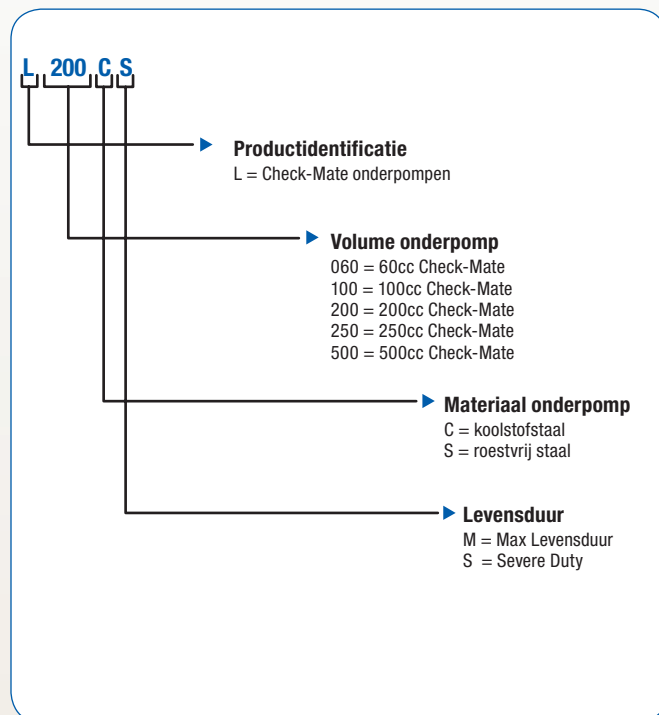 L 200 C S
Productidentificatie
L = Check-Mate onderpompen
Volume onderpomp
060 = 60cc Check-Mate
100 = 100cc Check-Mate
200 = 200cc Check-Mate
250 = 250cc Check-Mate
500 = 500cc Check-Mate
Materiaal onderpomp
C = koolstofstaal
S = roestvrij staal
Levensduur
M = Max Levensduur
S = Severe Duty